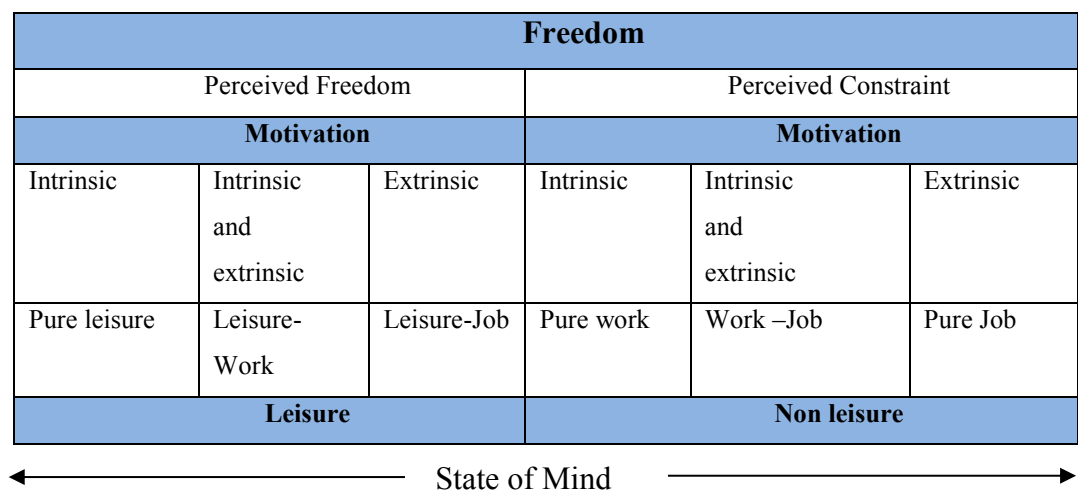 Freedom
Perceived Freedom Perceived Constraint
Motivation Motivation
Intrinsic Intrinsic Extrinsic Intrinsic Intrinsic Extrinsic
and and
extrinsic extrinsic
Pure leisure Leisure- Leisure-Job Pure work Work –Job Pure Job
Work
Leisure Non leisure
State of Mind